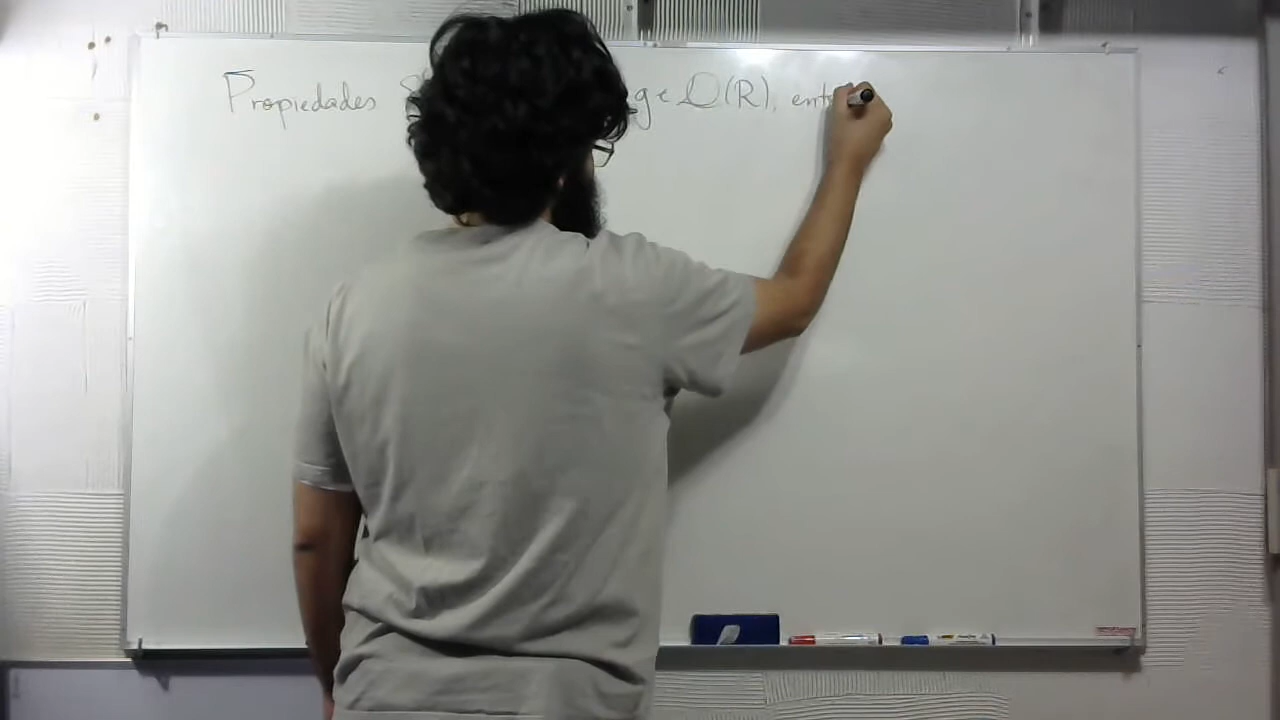 Propiedades g ∈ D(R), ent